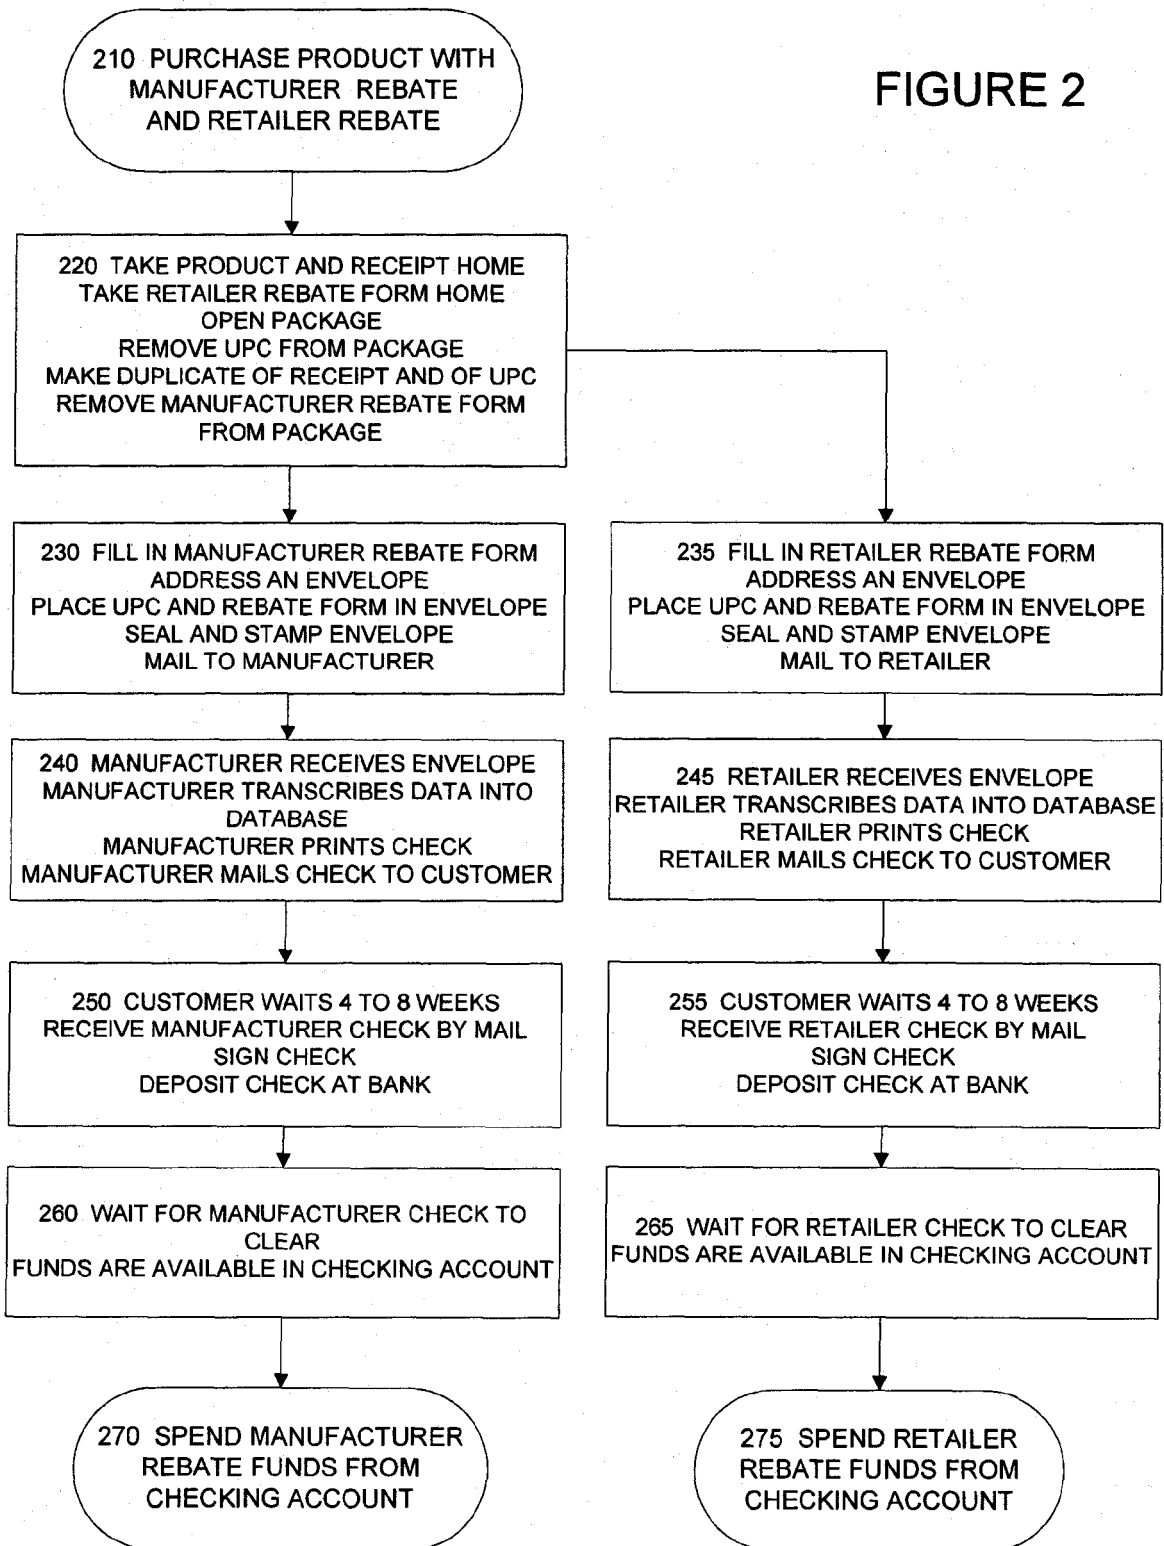 210 PURCHASE PRODUCT WITH
MANUFACTURER REBATE
AND RETAILER REBATE
FIGURE 2
220 TAKE PRODUCT AND RECEIPT HOME
TAKE RETAILER REBATE FORM HOME
OPEN PACKAGE
REMOVE UPC FROM PACKAGE
MAKE DUPLICATE OF RECEIPT AND OF UPC
REMOVE MANUFACTURER REBATE FORM
FROM PACKAGE
230 FILL IN MANUFACTURER REBATE FORM
ADDRESS AN ENVELOPE
PLACE UPC AND REBATE FORM IN ENVELOPE
SEAL AND STAMP ENVELOPE
MAIL TO MANUFACTURER
235 FILL IN RETAILER REBATE FORM
ADDRESS AN ENVELOPE
PLACE UPC AND REBATE FORM IN ENVELOPE
SEAL AND STAMP ENVELOPE
MAIL TO RETAILER
240 MANUFACTURER RECEIVES ENVELOPE
MANUFACTURER TRANSCRIBES DATA INTO
DATABASE
MANUFACTURER PRINTS CHECK
MANUFACTURER MAILS CHECK TO CUSTOMER
245 RETAILER RECEIVES ENVELOPE
RETAILER TRANSCRIBES DATA INTO DATABASE
RETAILER PRINTS CHECK
RETAILER MAILS CHECK TO CUSTOMER
250 CUSTOMER WAITS 4 TO 8 WEEKS
RECEIVE MANUFACTURER CHECK BY MAIL
SIGN CHECK
DEPOSIT CHECK AT BANK
255 CUSTOMER WAITS 4 TO 8 WEEKS
RECEIVE RETAILER CHECK BY MAIL
SIGN CHECK
DEPOSIT CHECK AT BANK
260 WAIT FOR MANUFACTURER CHECK TO
CLEAR
FUNDS ARE AVAILABLE IN CHECKING ACCOUNT
265 WAIT FOR RETAILER CHECK TO CLEAR
FUNDS ARE AVAILABLE IN CHECKING ACCOUNT
270 SPEND MANUFACTURER
REBATE FUNDS FROM
CHECKING ACCOUNT
275 SPEND RETAILER
REBATE FUNDS FROM
CHECKING ACCOUNT